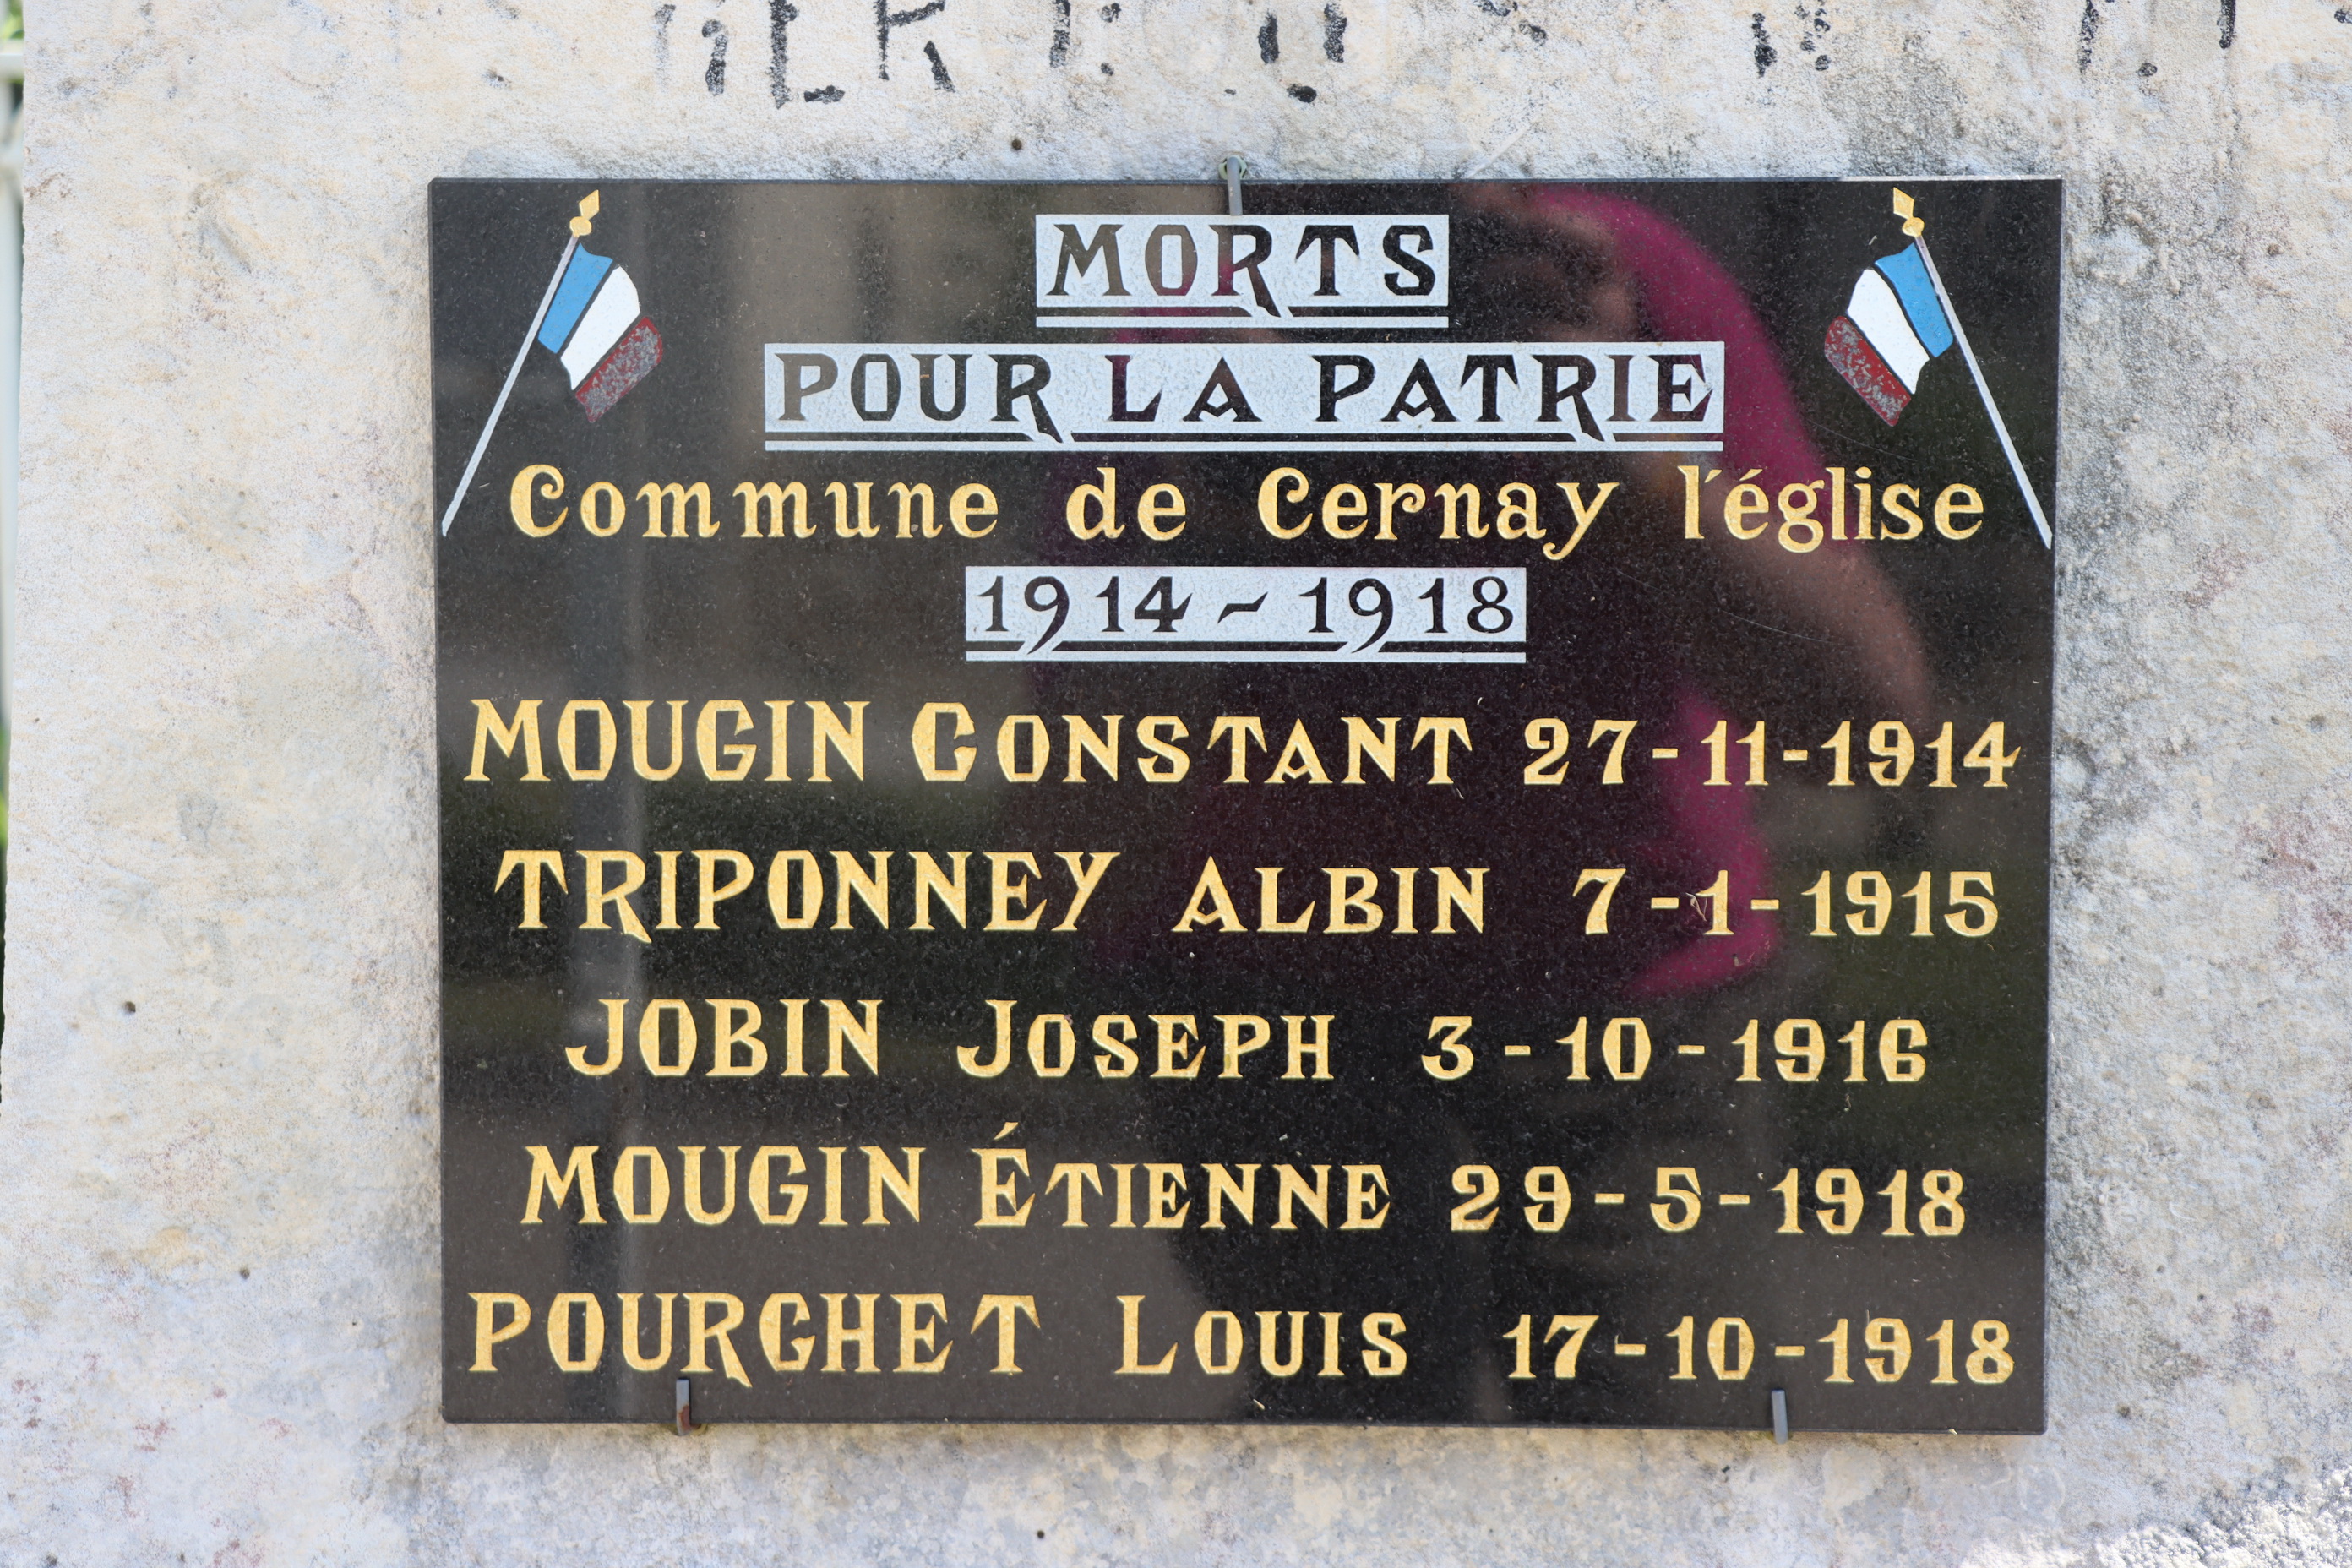 MORTS
POUR LA PATRIE
Commune de Cernay l'église
1914 - 1918
MOUGIN CONSTANT 27-11-1914
TRIPONNEY ALBIN 7-1-1915
JOBIN JOSEPH 3-10-1916
MOUGIN ÉTIENNE 29-5-1918
POURCHET LOUIS 17-10-1918